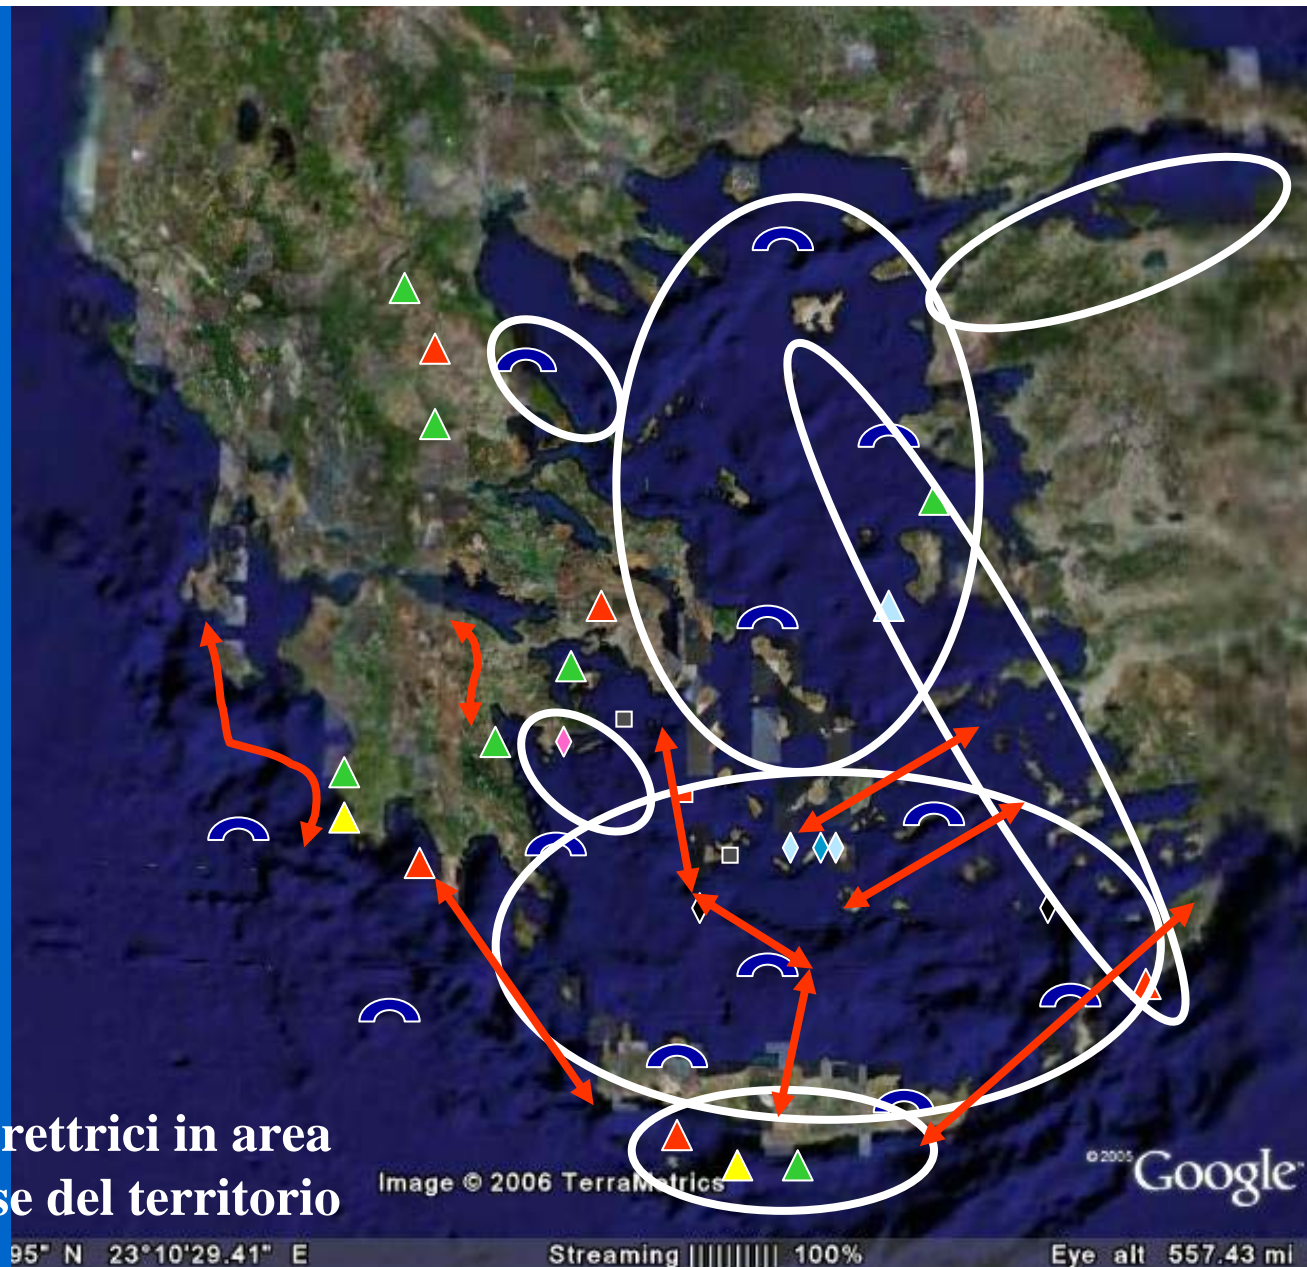 rettrici in area
se del territorio
Image © 2006 TerraMetrics
©2005 Google™
95" N 23°10'29.41" E
Streaming |||||||||| 100%
Eye alt 557.43 mi